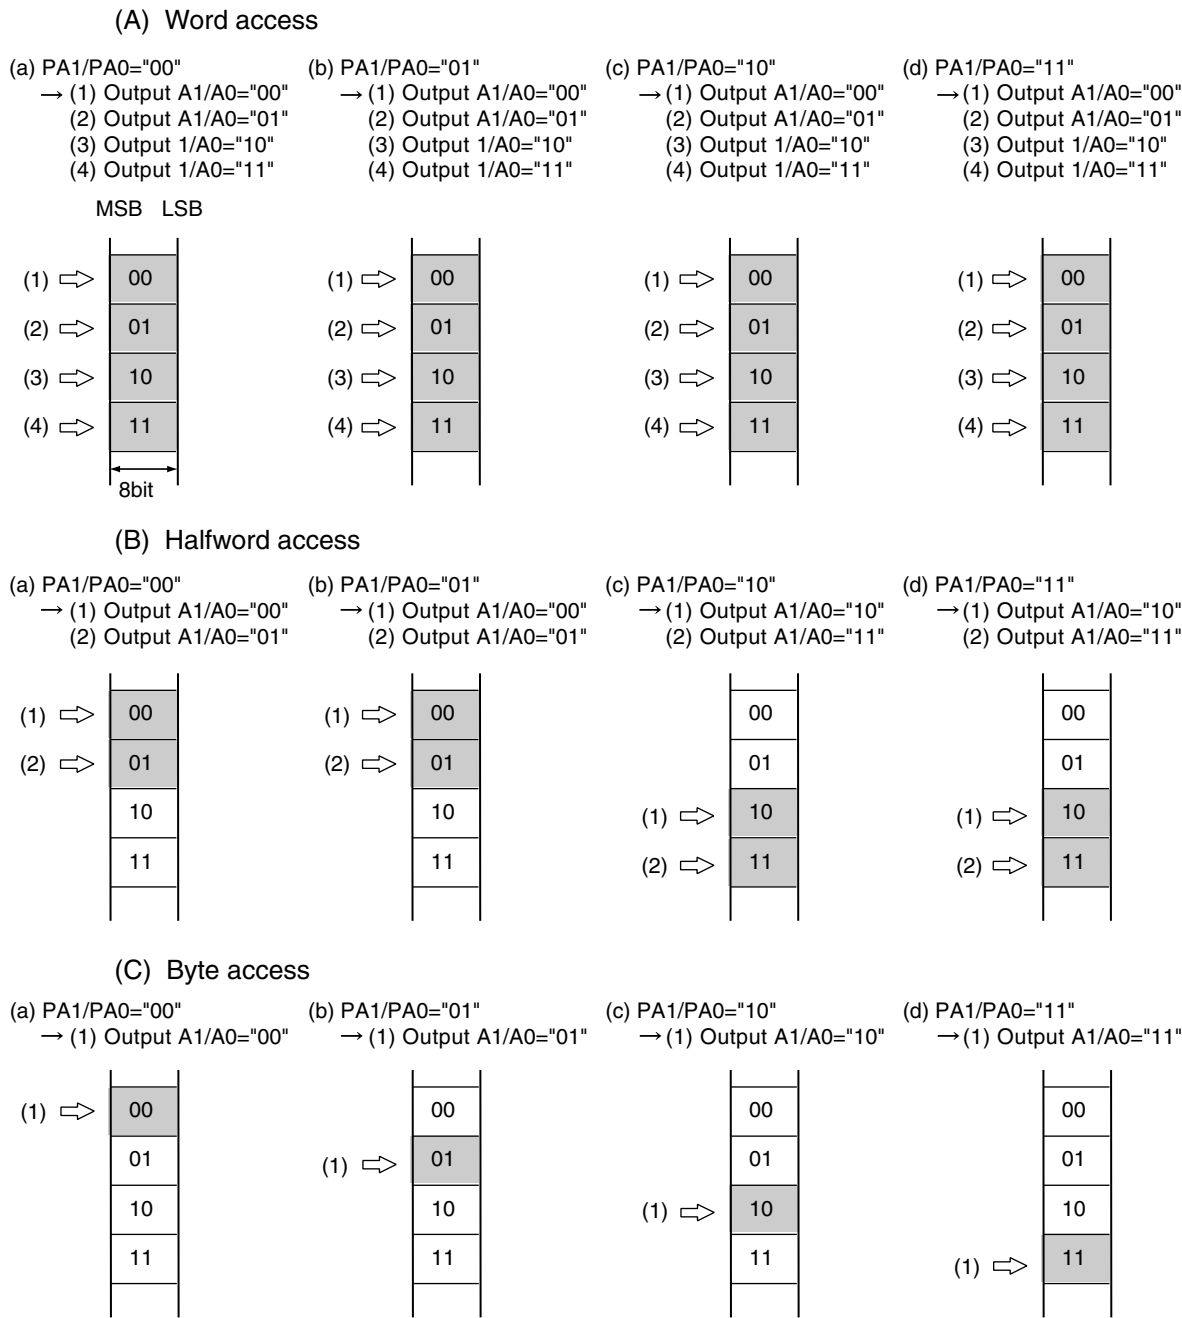 (A) Word access
(a) PA1/PA0="00"
→ (1) Output A1/A0="00"
(2) Output A1/A0="01"
(3) Output 1/A0="10"
(4) Output 1/A0="11"
(b) PA1/PA0="01"
→ (1) Output A1/A0="00"
(2) Output A1/A0="01"
(3) Output 1/A0="10"
(4) Output 1/A0="11"
(c) PA1/PA0="10"
→ (1) Output A1/A0="00"
(2) Output A1/A0="01"
(3) Output 1/A0="10"
(4) Output 1/A0="11"
(d) PA1/PA0="11"
→ (1) Output A1/A0="00"
(2) Output A1/A0="01"
(3) Output 1/A0="10"
(4) Output 1/A0="11"
MSB LSB
(1) 00
(2) 01
(3) 10
(4) 11
8bit
(1) 00
(2) 01
(3) 10
(4) 11
(1) 00
(2) 01
(3) 10
(4) 11
(1) 00
(2) 01
(3) 10
(4) 11
(B) Halfword access
(a) PA1/PA0="00"
→ (1) Output A1/A0="00"
(2) Output A1/A0="01"
(b) PA1/PA0="01"
→ (1) Output A1/A0="00"
(2) Output A1/A0="01"
(c) PA1/PA0="10"
→ (1) Output A1/A0="10"
(2) Output A1/A0="11"
(d) PA1/PA0="11"
→ (1) Output A1/A0="10"
(2) Output A1/A0="11"
(1) 00
(2) 01
10
11
(1) 00
(2) 01
10
11
00
01
(1) 10
(2) 11
00
01
(1) 10
(2) 11
(C) Byte access
(a) PA1/PA0="00"
→ (1) Output A1/A0="00"
(b) PA1/PA0="01"
→ (1) Output A1/A0="01"
(c) PA1/PA0="10"
→ (1) Output A1/A0="10"
(d) PA1/PA0="11"
→ (1) Output A1/A0="11"
(1) 00
01
10
11
00
(1) 01
10
11
00
01
(1) 10
11
00
01
10
(1) 11